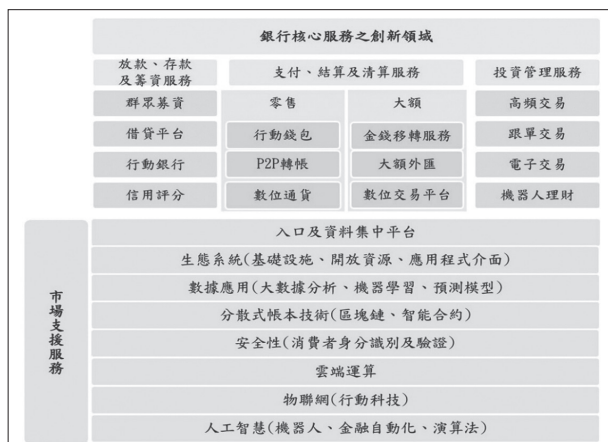 銀行核心服務之創新領域
放款、存款
及籌資服務
支付、結算及清算服務
投資管理服務
群眾募資
零售
大額
高頻交易
借貸平台
行動錢包
金錢移轉服務
跟單交易
行動銀行
P2P轉帳
大額外匯
電子交易
信用評分
數位通貨
數位交易平台
機器人理財
市場支援服務
入口及資料集中平台
生態系統(基礎設施、開放資源、應用程式介面)
數據應用(大數據分析、機器學習、預測模型)
分散式帳本技術(區塊鏈、智能合約)
安全性(消費者身分識別及驗證)
雲端運算
物聯網(行動科技)
人工智慧(機器人、金融自動化、演算法)